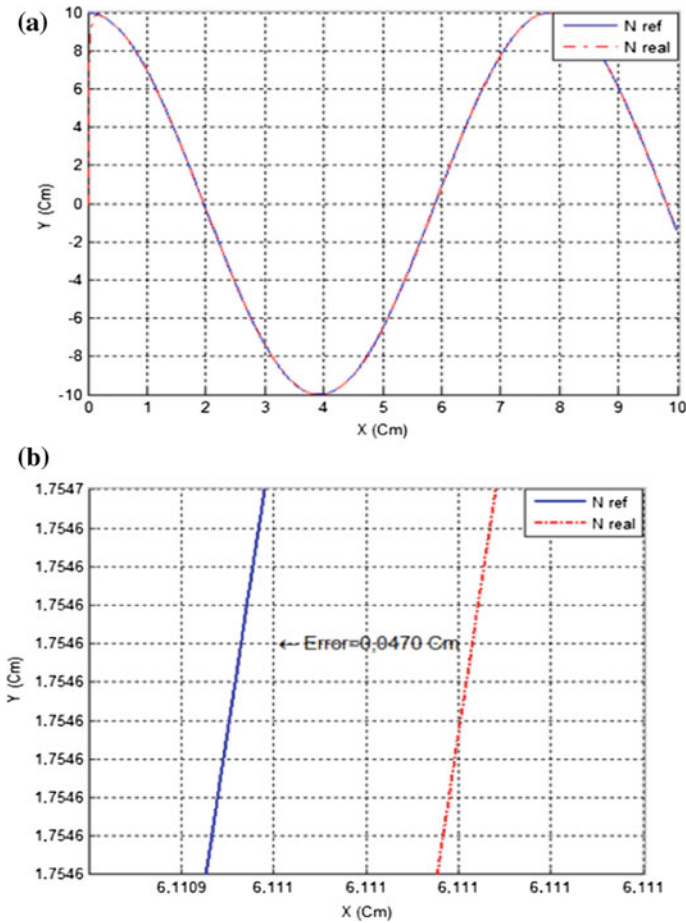 (a)
10
8
6
4
2
0
-2
-4
-6
-8
-10
Y (Cm)
N ref
N real
0 1 2 3 4 5 6 7 8 9 10
X (Cm)
(b)
1,7547
1,7546
1,7546
1,7546
1,7546
1,7546
1,7546
1,7546
1,7546
1,7546
1,7546
Y (Cm)
N ref
N real
← Error=0,0470 Cm
6.1109 6.111 6.111 6.111 6.111 6.111
X (Cm)